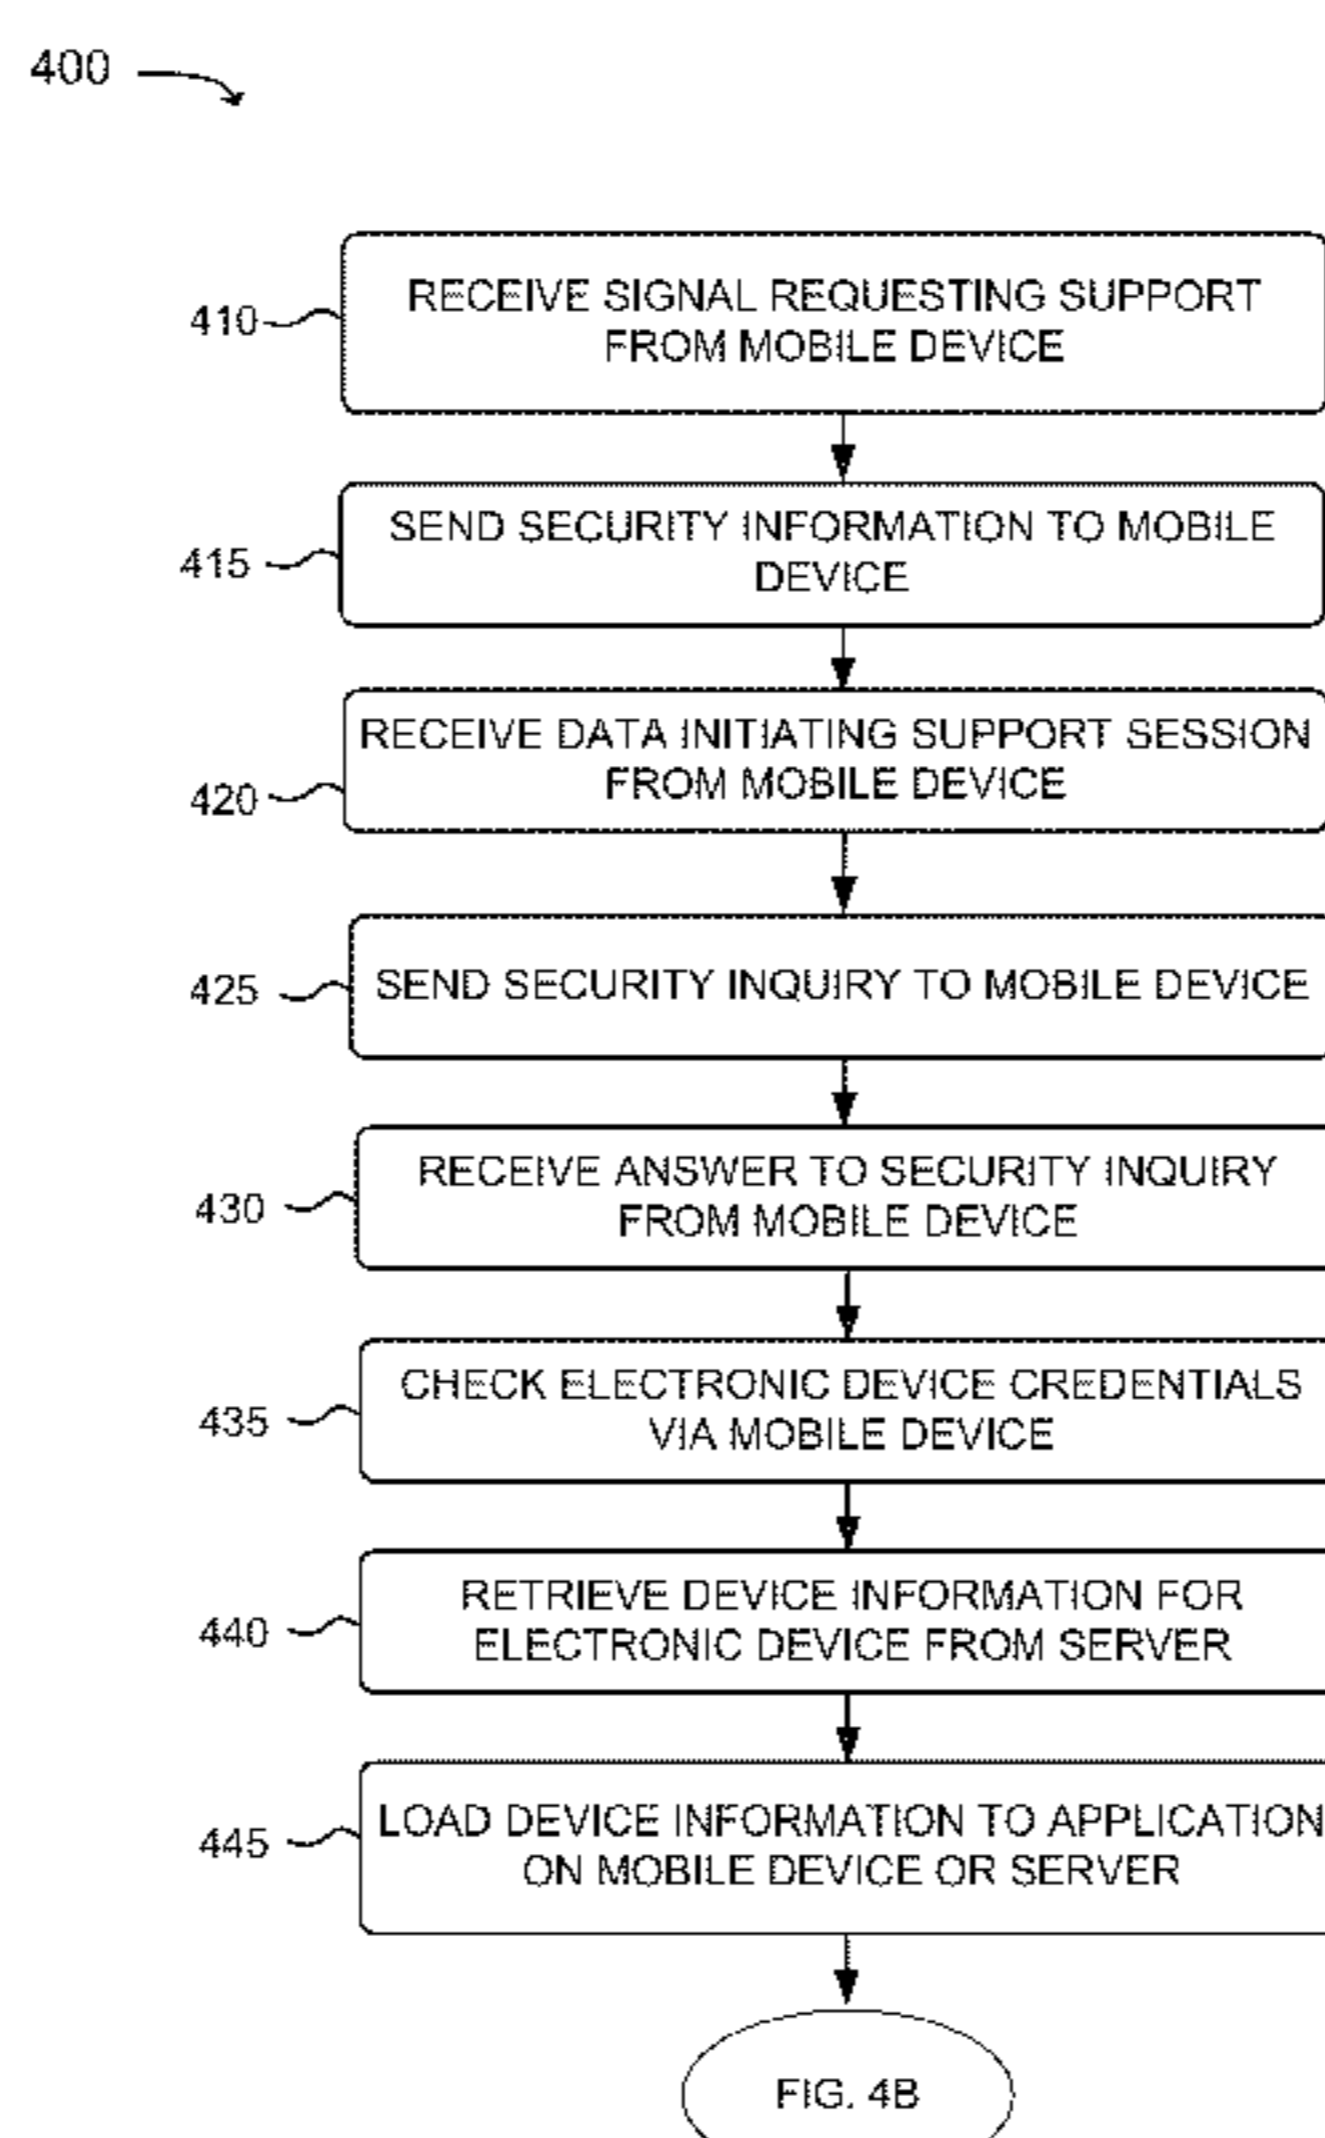 400
410
RECEIVE SIGNAL REQUESTING SUPPORT
FROM MOBILE DEVICE
415
SEND SECURITY INFORMATION TO MOBILE
DEVICE
420
RECEIVE DATA INITIATING SUPPORT SESSION
FROM MOBILE DEVICE
425
SEND SECURITY INQUIRY TO MOBILE DEVICE
430
RECEIVE ANSWER TO SECURITY INQUIRY
FROM MOBILE DEVICE
435
CHECK ELECTRONIC DEVICE CREDENTIALS
VIA MOBILE DEVICE
440
RETRIEVE DEVICE INFORMATION FOR
ELECTRONIC DEVICE FROM SERVER
445
LOAD DEVICE INFORMATION TO APPLICATION
ON MOBILE DEVICE OR SERVER
FIG. 4B